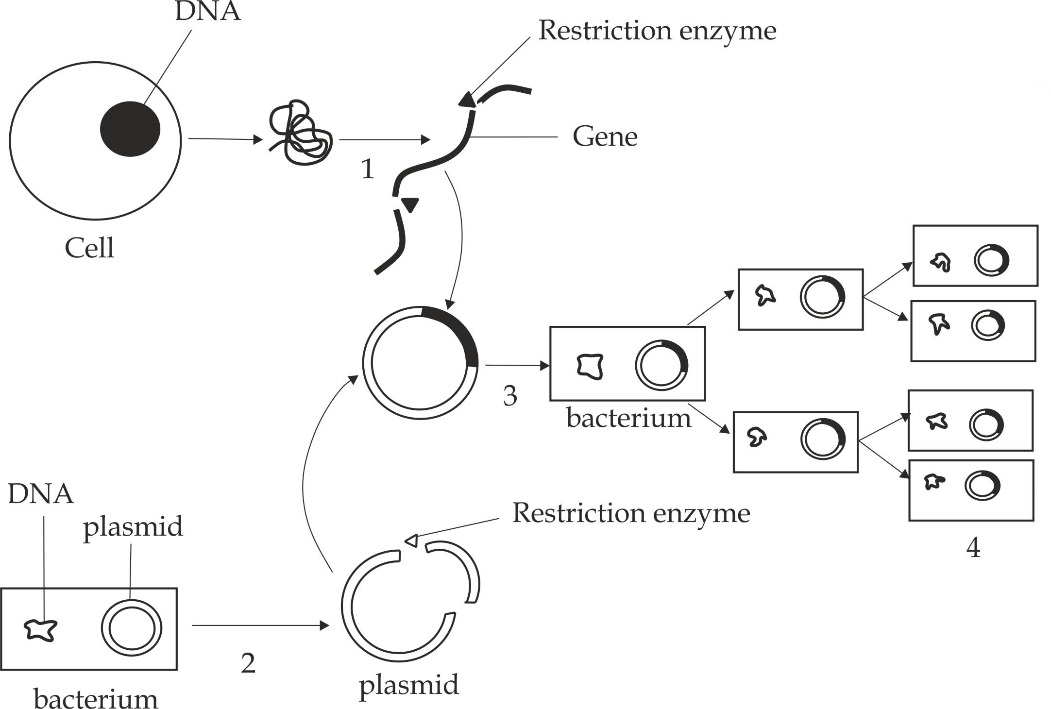 DNA
Restriction enzyme
Gene
1
Cell
3
bacterium
DNA
plasmid
Restriction enzyme
4
2
plasmid
bacterium